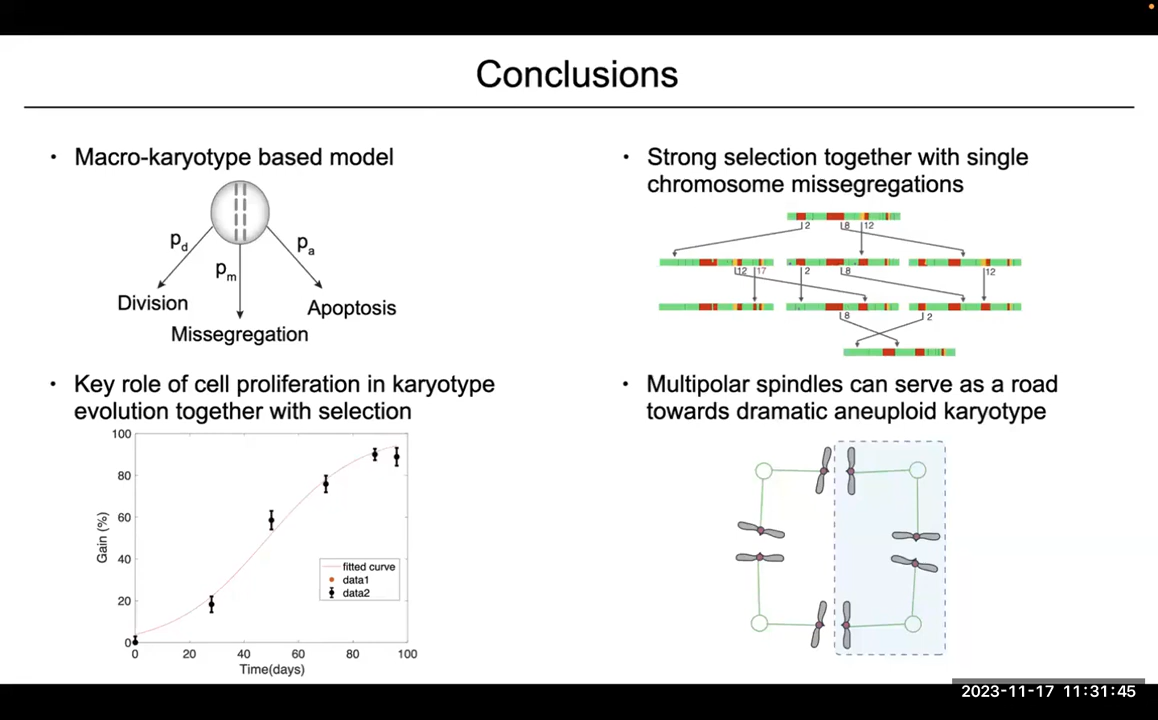 Conclusions
• Macro-karyotype based model
pd
pm
pa
Division
Missegregation
Apoptosis
• Key role of cell proliferation in karyotype
evolution together with selection
100
80
60
40
20
0
Gain (%)
fitted curve
data1
data2
0 20 40 60 80 100
Time(days)
• Strong selection together with single
chromosome missegregations
2 8 12
12 17 2 8 12
8 2
• Multipolar spindles can serve as a road
towards dramatic aneuploid karyotype
2023-11-17 11:31:45